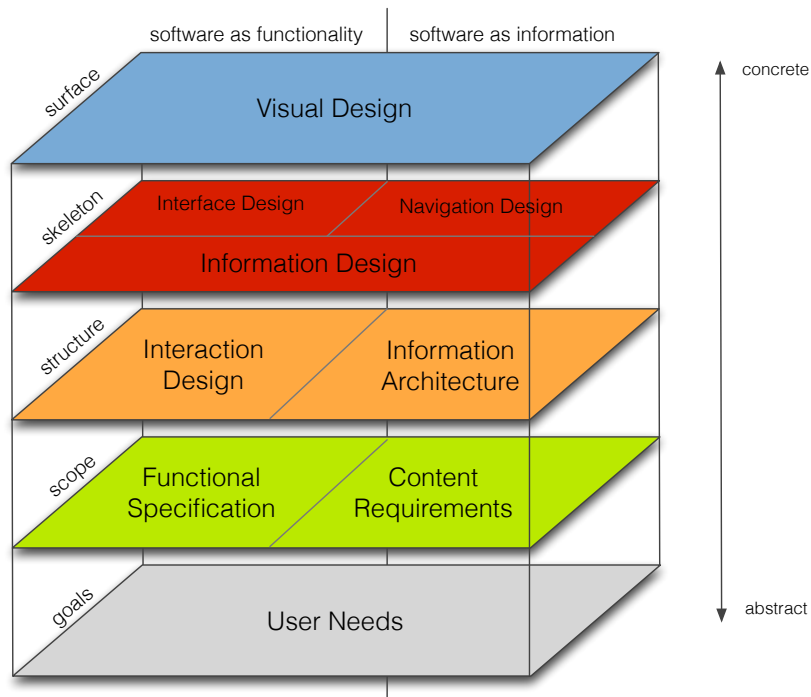 software as functionality
software as information
concrete
surface
Visual Design
skeleton
Interface Design
Navigation Design
Information Design
structure
Interaction
Design
Information
Architecture
scope
Functional
Specification
Content
Requirements
goals
User Needs
abstract